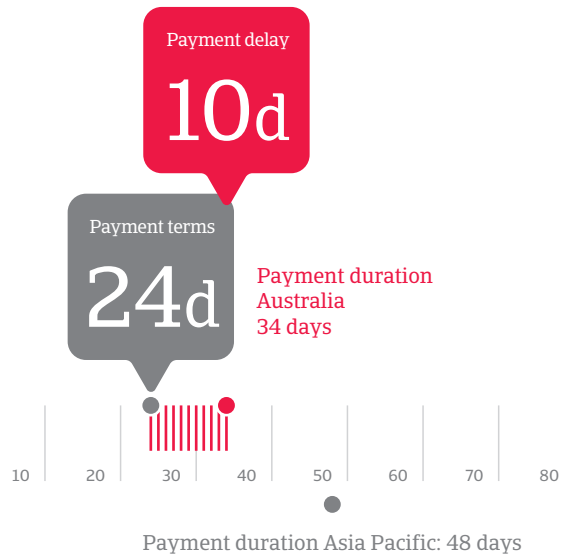 Payment delay
10d
Payment terms
24d
Payment duration
Australia
34 days
10 20 30 40 50 60 70 80
Payment duration Asia Pacific: 48 days